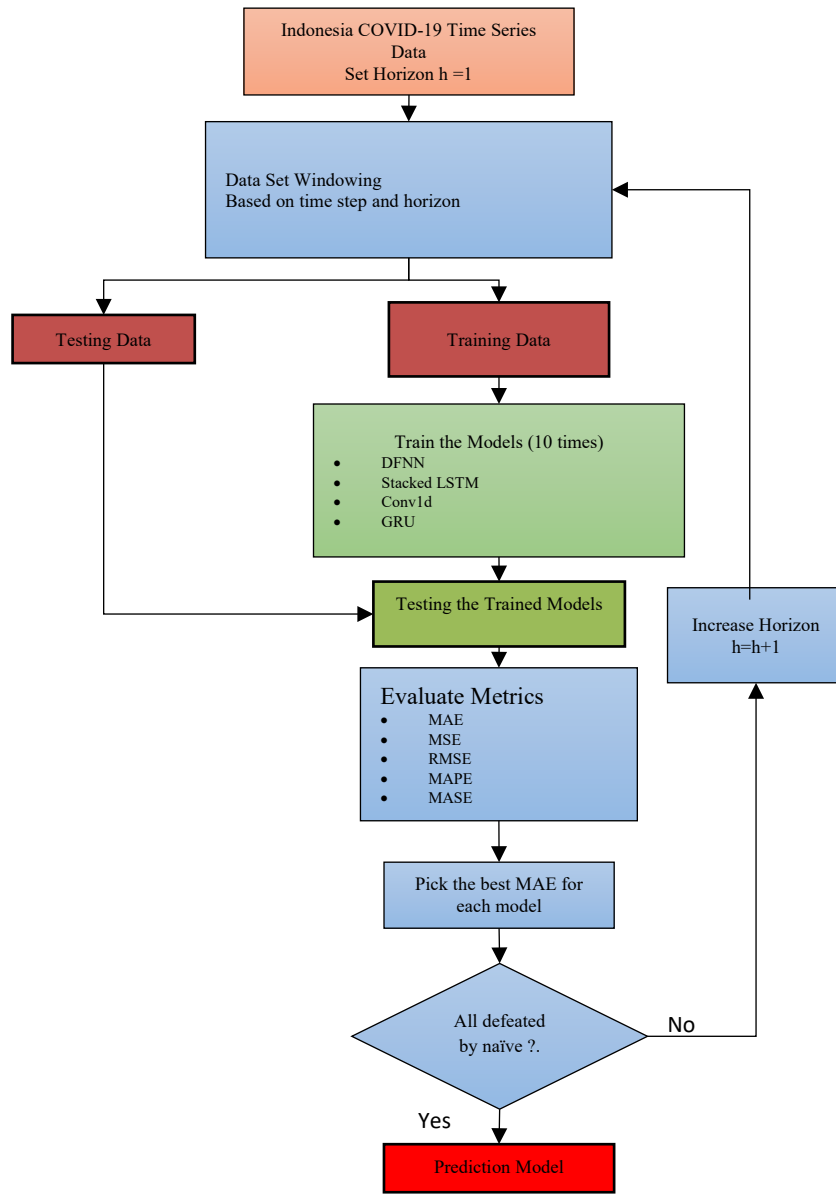 Indonesia COVID-19 Time Series
Data
Set Horizon h =1
Data Set Windowing
Based on time step and horizon
Testing Data
Training Data
Train the Models (10 times)
• DFNN
• Stacked LSTM
• Conv1d
• GRU
Testing the Trained Models
Increase Horizon
h=h+1
Evaluate Metrics
• MAE
• MSE
• RMSE
• MAPE
• MASE
Pick the best MAE for
each model
All defeated
by naïve ?.
No
Yes
Prediction Model